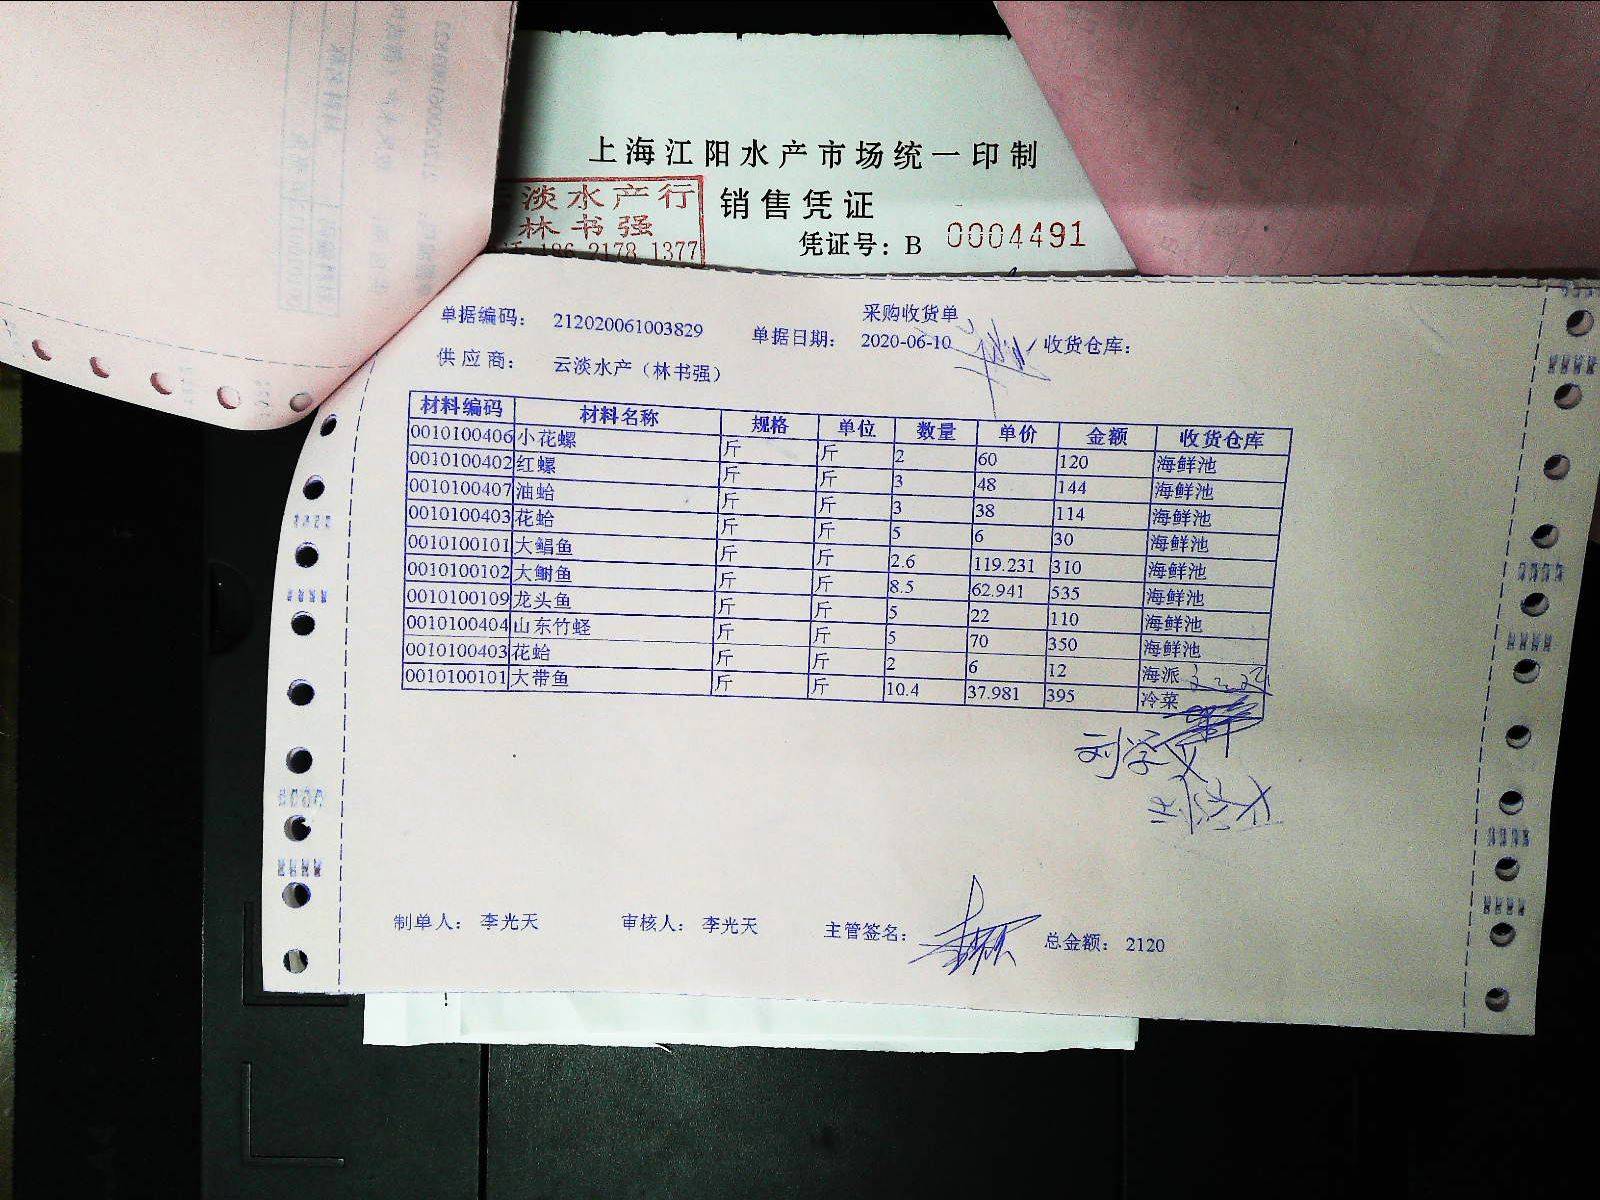 上海江阳水产市场统一印制
淡水产行
林书强
186 2178 1377
销售凭证
凭证号：B 0004491
采购收货单
单据编码： 212020061003829 单据日期： 2020-06-10 收货仓库：
供应商： 云淡水产（林书强）
材料编码 材料名称 规格 单位 数量 单价 金额 收货仓库
0010100406 小花螺 斤 斤 2 60 120 海鲜池
0010100402 红螺 斤 斤 3 48 144 海鲜池
0010100407 油蛤 斤 斤 3 38 114 海鲜池
0010100403 花蛤 斤 斤 5 6 30 海鲜池
0010100101 大鲳鱼 斤 斤 2.6 119.231 310 海鲜池
0010100102 大鲥鱼 斤 斤 8.5 62.941 535 海鲜池
0010100109 龙头鱼 斤 斤 5 22 110 海鲜池
0010100404 山东竹蛏 斤 斤 5 70 350 海鲜池
0010100403 花蛤 斤 斤 2 6 12 海派
0010100101 大带鱼 斤 斤 10.4 37.981 395 冷菜
刘学文
制单人： 李光天 审核人： 李光天 主管签名： 总金额： 2120